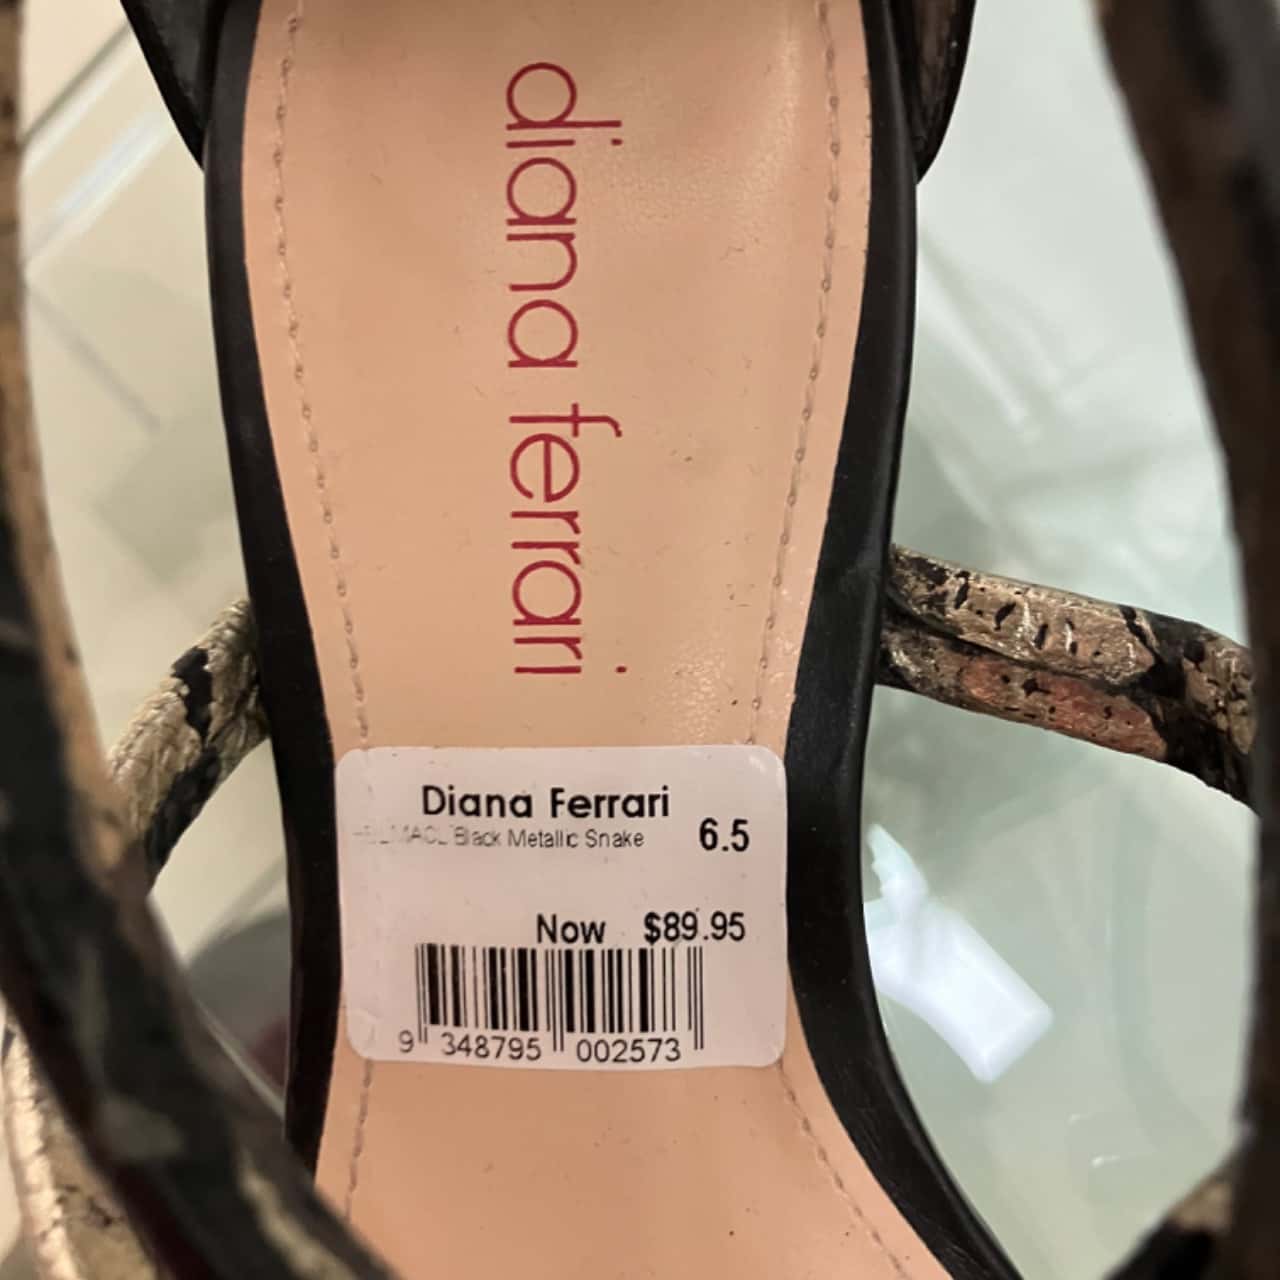 diana ferrari
Diana Ferrari
Black Metallic Snake 6.5
Now $89.95
9 348795 002573